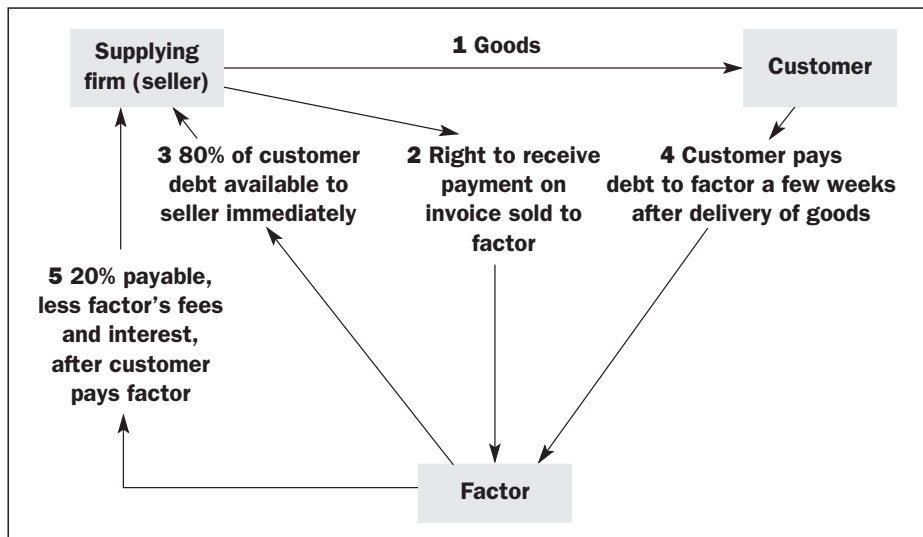 Supplying
firm (seller)
1 Goods
Customer
3 80% of customer
debt available to
seller immediately
2 Right to receive
payment on
invoice sold to
factor
4 Customer pays
debt to factor a few weeks
after delivery of goods
5 20% payable,
less factor’s fees
and interest,
after customer
pays factor
Factor